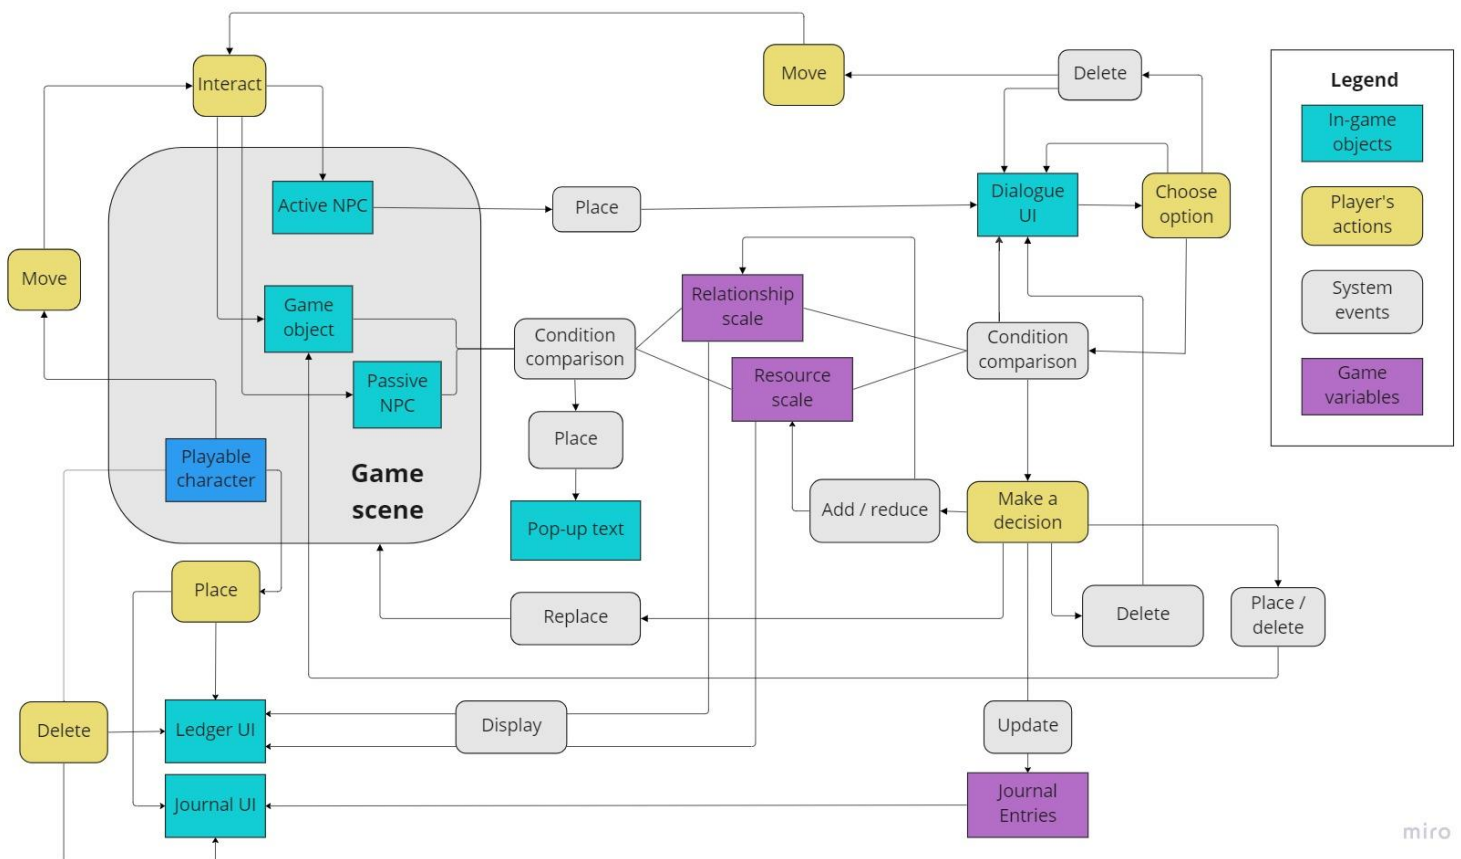 Interact
Move
Delete
Legend
In-game
objects
Active NPC
Place
Dialogue
UI
Choose
option
Player's
actions
Move
Game
object
Relationship
scale
System
events
Condition
comparison
Condition
comparison
Passive
NPC
Resource
scale
Game
variables
Place
Playable
character
Game
scene
Pop-up text
Add / reduce
Make a
decision
Place
Replace
Delete
Place /
delete
Delete
Ledger UI
Display
Update
Journal UI
Journal
Entries
miro